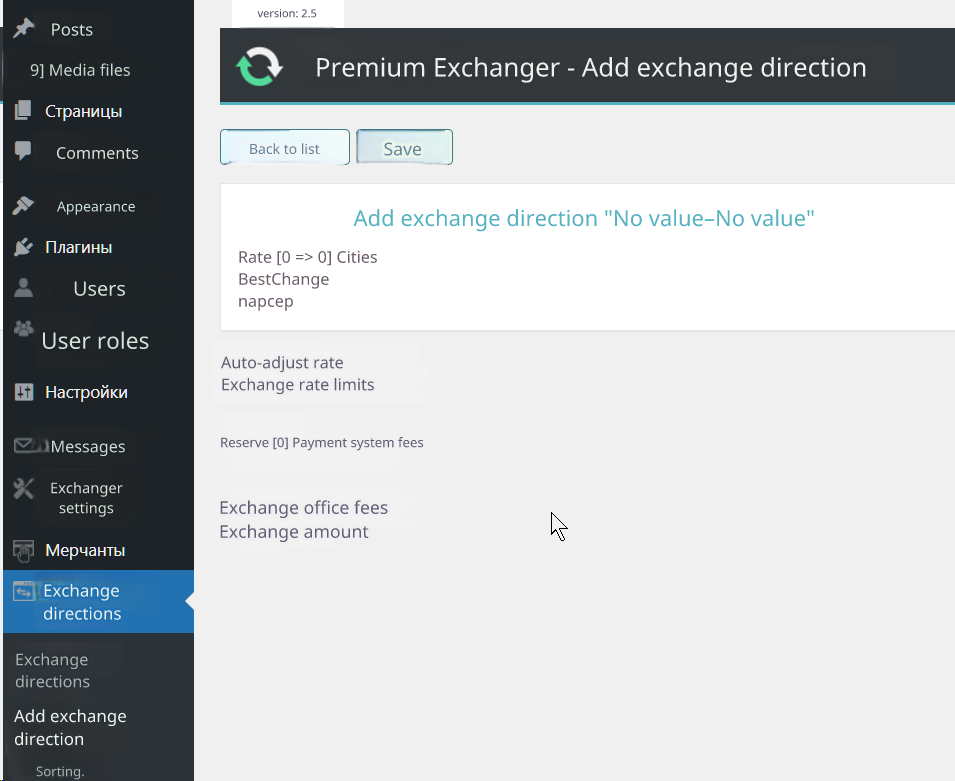 version: 2.5
Posts
Premium Exchanger - Add exchange direction
9] Media files
Страницы
Comments
Back to list
Save
Appearance
Add exchange direction "No value–No value"
Плагины
Rate [0 => 0] Cities
BestChange
Users
napcep
User roles
Auto-adjust rate
Exchange rate limits
Настройки
Messages
Reserve [0] Payment system fees
Exchanger
settings
Exchange office fees
Exchange amount
Мерчанты
Exchange
directions
Exchange
directions
Add exchange
direction
Sorting.